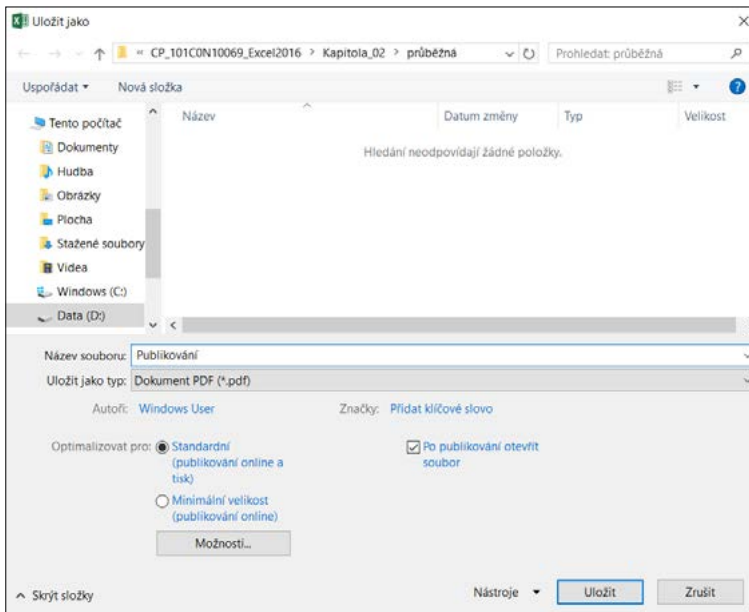 Uložit jako
« CP_101C0N10069_Excel2016 > Kapitola_02 > průběžná
Prohledat: průběžná
Uspořádat
Nová složka
Tento počítač
Dokumenty
Hudba
Obrázky
Plocha
Stažené soubory
Videa
Windows (C:)
Data (D:)
Název
Datum změny
Typ
Velikost
Hledání neodpovídají žádné položky.
Název souboru: Publikování
Uložit jako typ: Dokument PDF (*.pdf)
Autoři: Windows User
Značky: Přidat klíčové slovo
Optimalizovat pro:
Standardní
(publikování online a
tisk)
Minimální velikost
(publikování online)
Po publikování otevřít
soubor
Možnosti...
Skrýt složky
Nástroje
Uložit
Zrušit